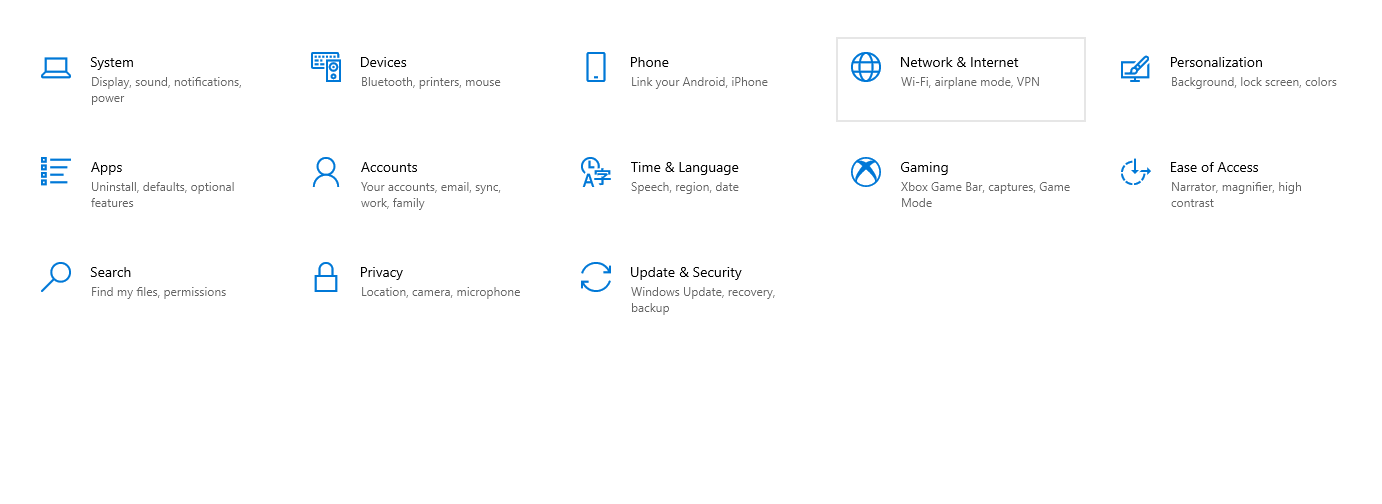 System
Display, sound, notifications,
power
Devices
Bluetooth, printers, mouse
Phone
Link your Android, iPhone
Network & Internet
Wi-Fi, airplane mode, VPN
Personalization
Background, lock screen, colors
Apps
Uninstall, defaults, optional
features
Accounts
Your accounts, email, sync,
work, family
Time & Language
Speech, region, date
Gaming
Xbox Game Bar, captures, Game
Mode
Ease of Access
Narrator, magnifier, high
contrast
Search
Find my files, permissions
Privacy
Location, camera, microphone
Update & Security
Windows Update, recovery,
backup